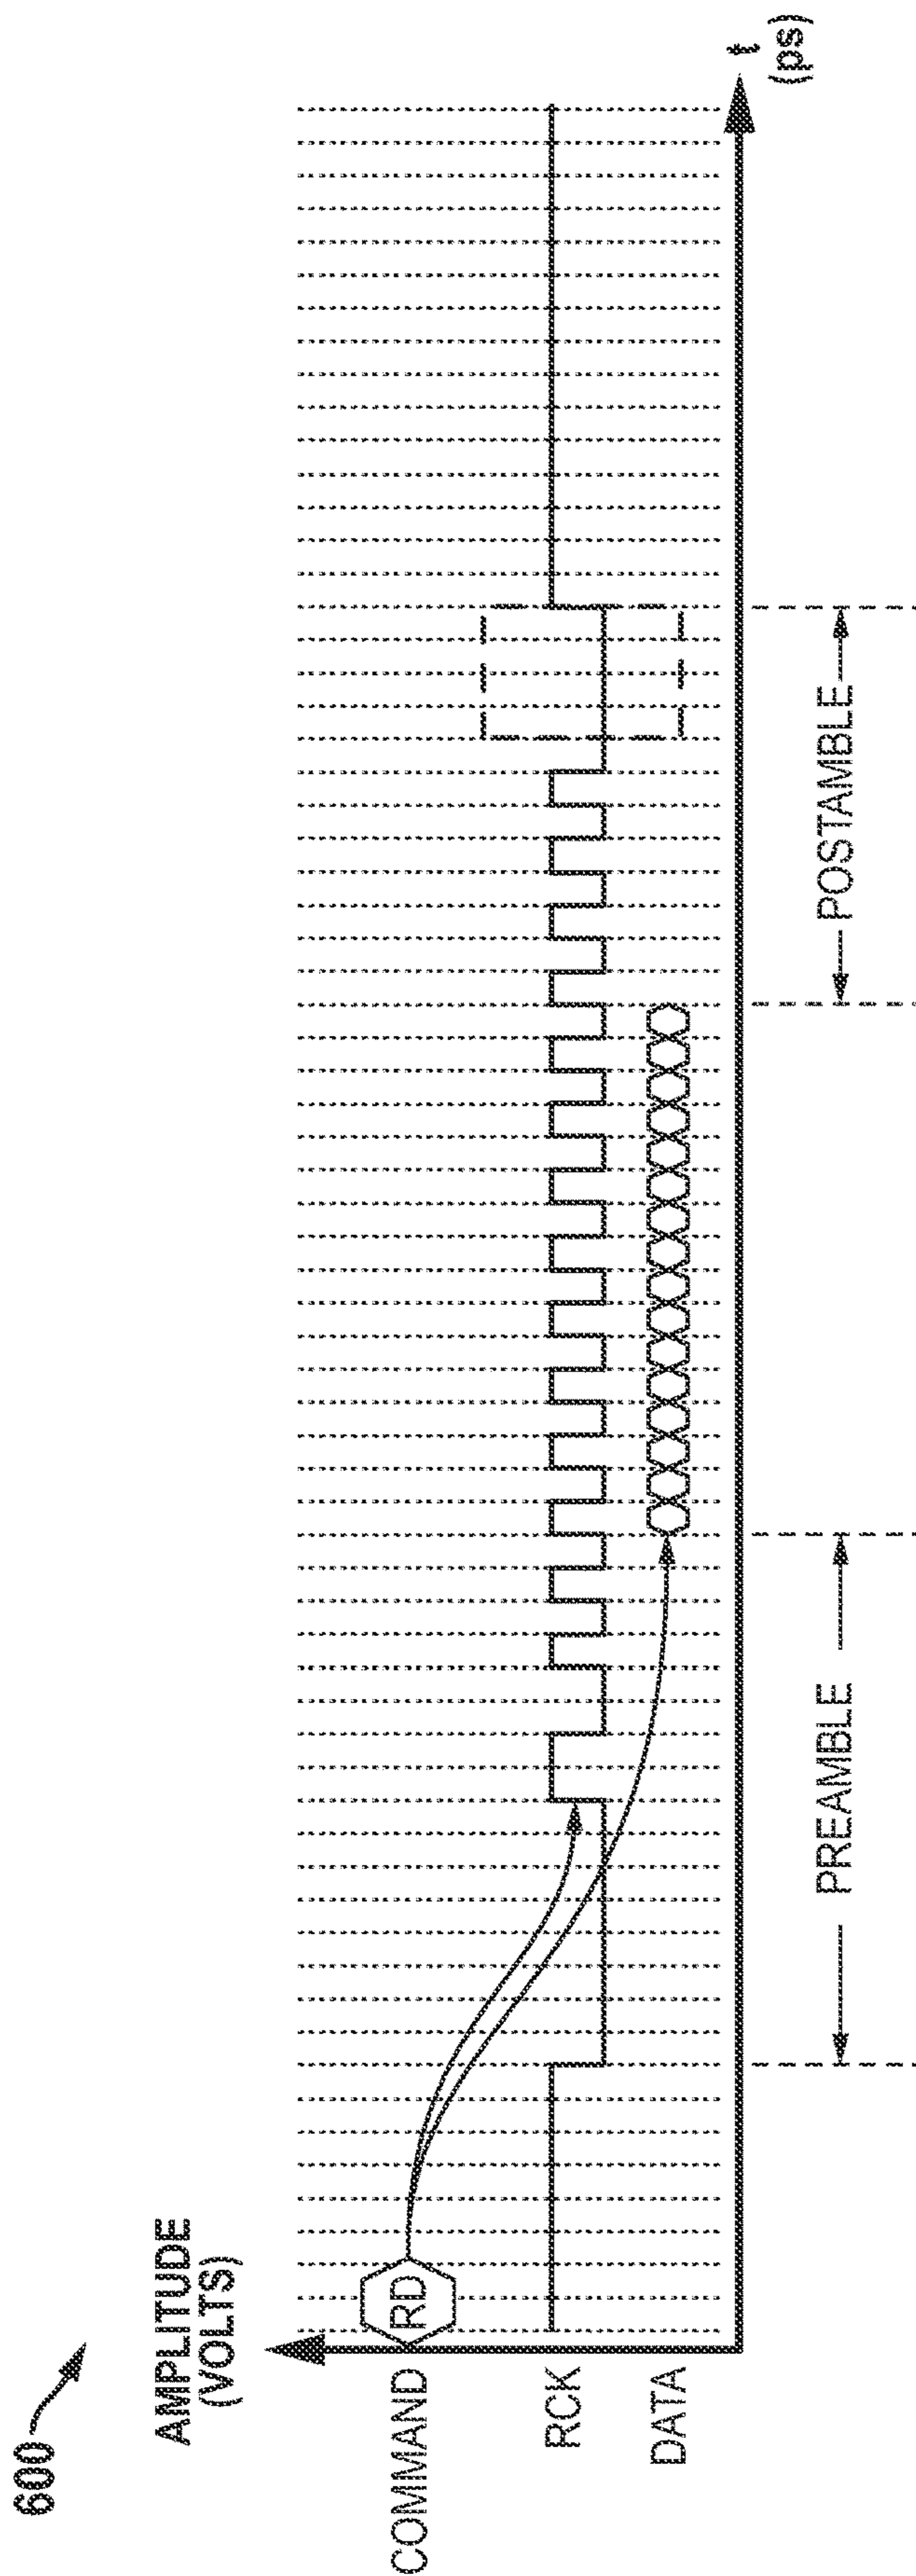 600
AMPLITUDE
(VOLTS)
COMMAND
RD
RCK
DATA
t
(ps)
PREAMBLE
POSTAMBLE